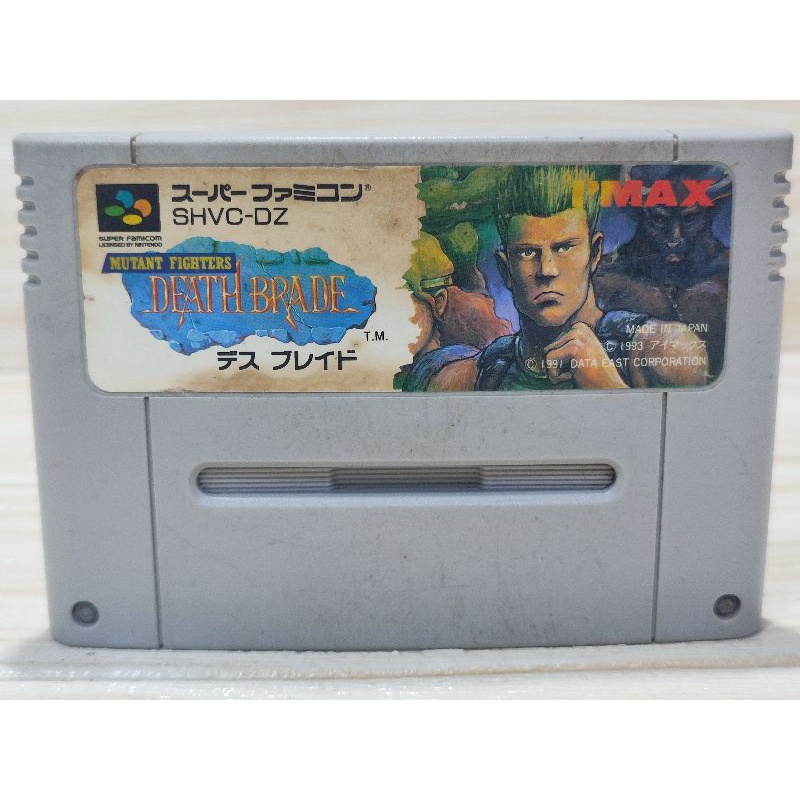 スーパーファミコン®
SHVC-DZ
SUPER FAMICOM
LICENSED BY NINTENDO
I'MAX
MUTANT FIGHTERS
DEATH BRADE
T.M.
デス ブレイド
MADE IN JAPAN
© 1993 アイマックス
© 1991 DATA EAST CORPORATION